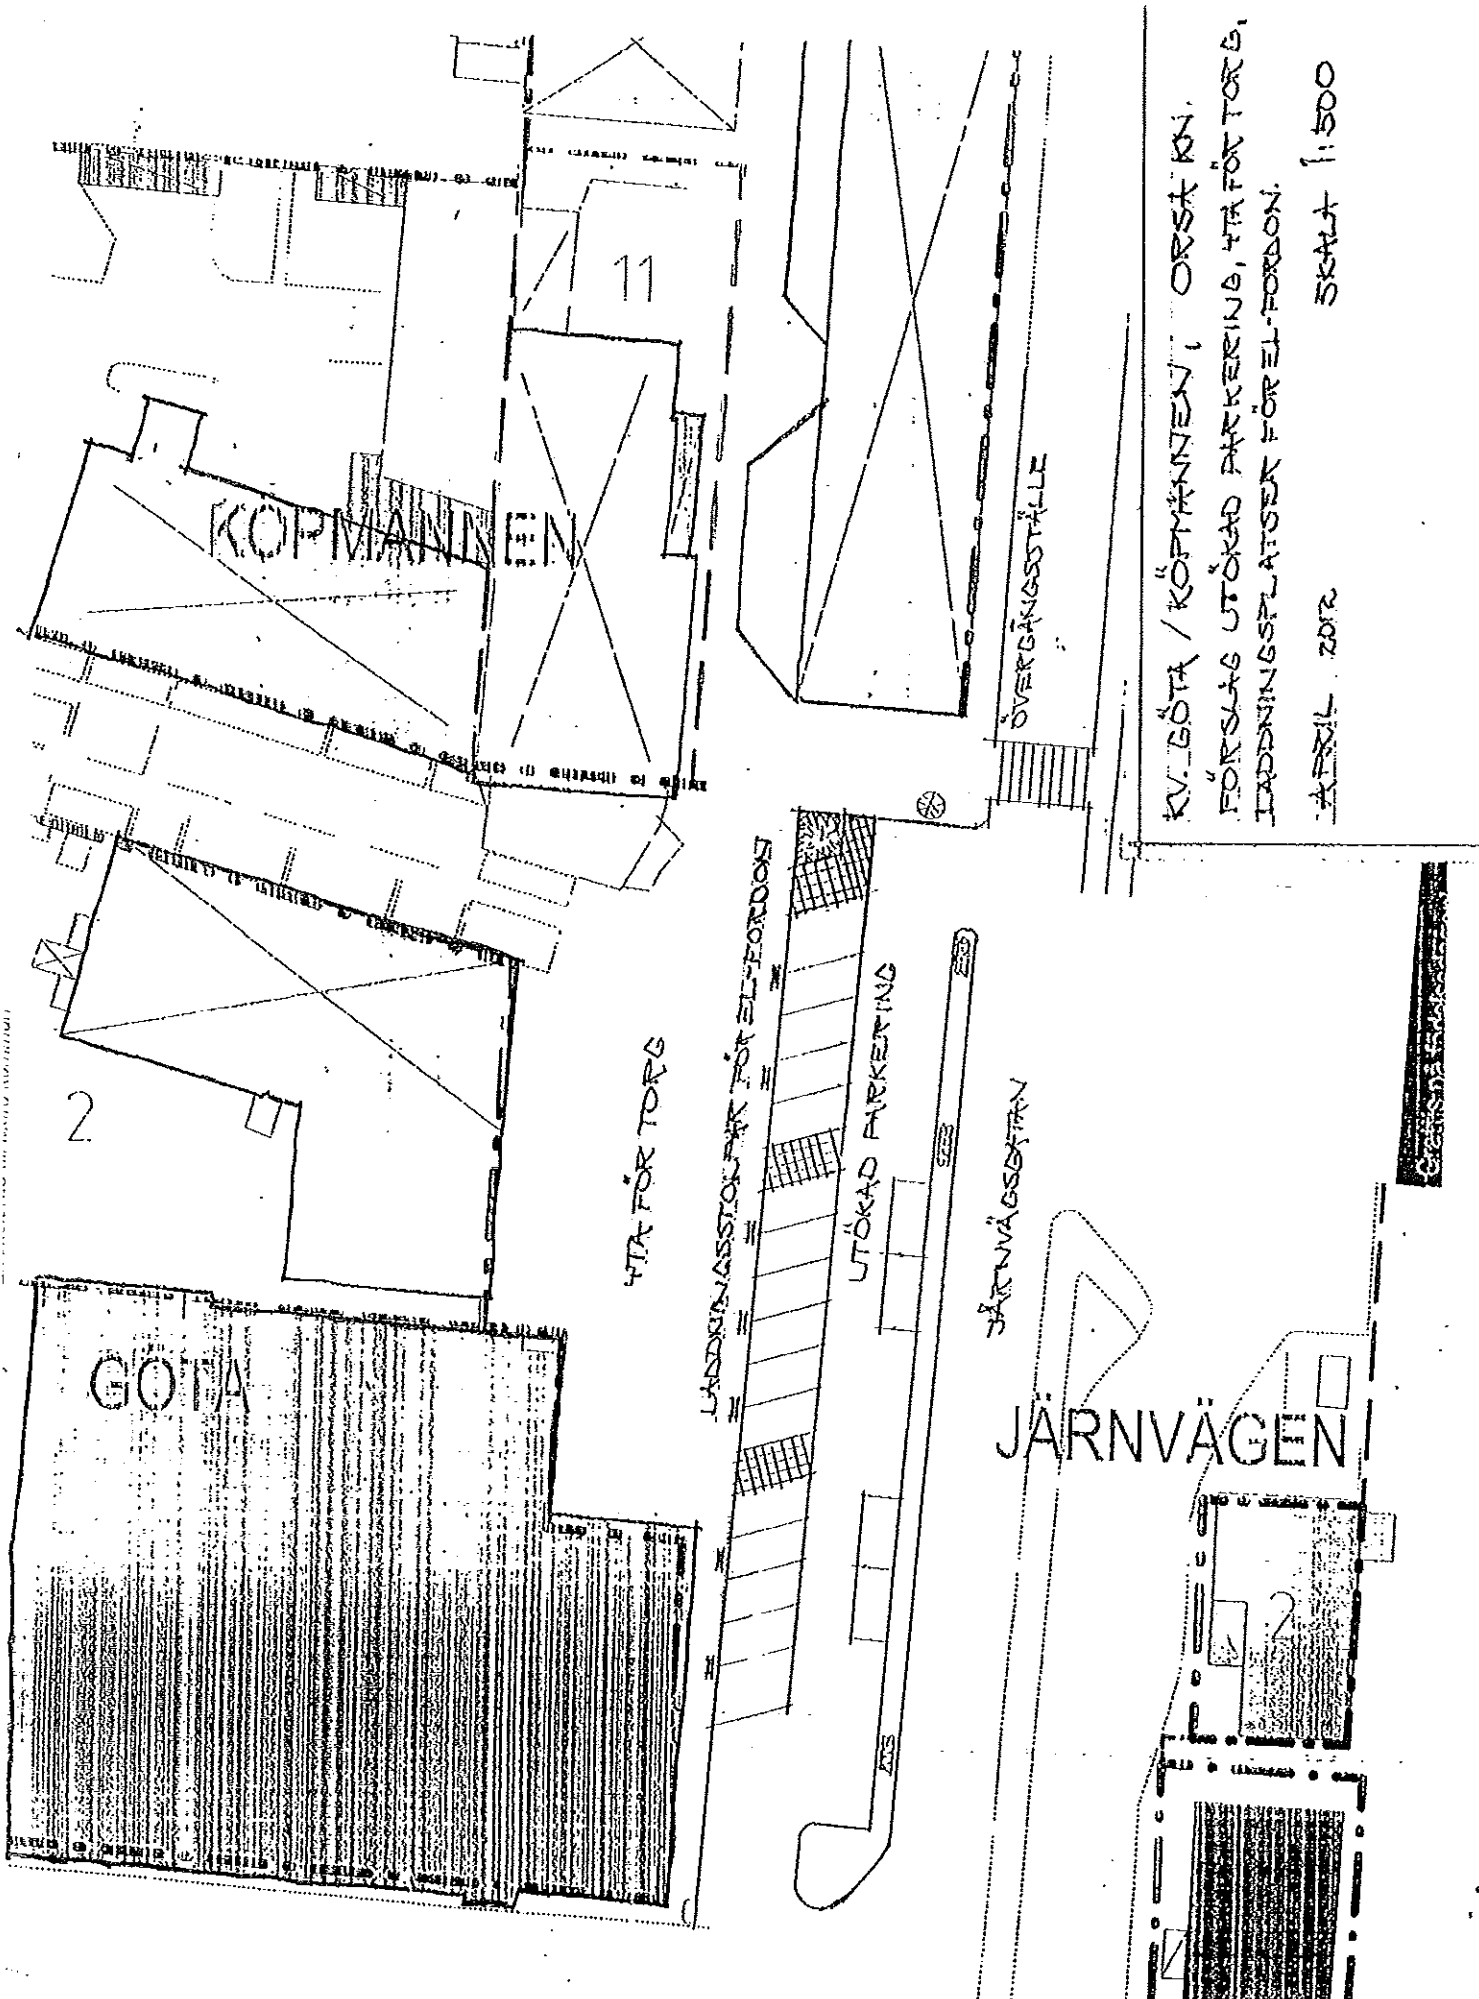 KV. GÖTA / KÖPMANNEN, ORSA KN.
FÖRSLAG UTÖKAD PARKERING, YTA FÖR TORG,
LADDNINGSPLATSER FÖR EL-FORDON.
APRIL 2012 SKALA 1:500
KÖPMANNEN
11
ÖVERGÅNGSSTÄLLE
2
YTA FÖR TORG
LADDNINGSSTOLPAR FÖR EL-FORDON
UTÖKAD PARKERING
JÄRNVÄGSGATAN
GÖTA
JÄRNVÄGEN
2